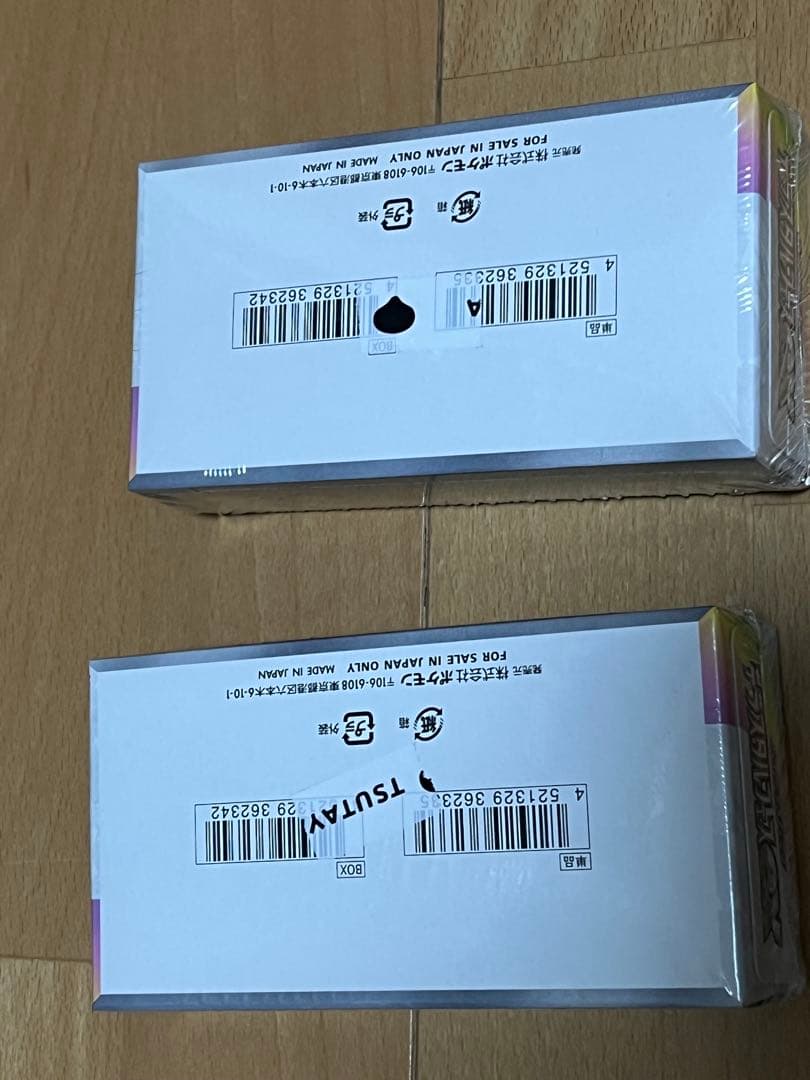 発売元 株式会社ポケモン 〒106-6108 東京都港区六本木6-10-1
FOR SALE IN JAPAN ONLY MADE IN JAPAN
紙
箱
プラ
外装
4 521329 362335
4 521329 362342
A
単品
BOX
発売元 株式会社ポケモン 〒106-6108 東京都港区六本木6-10-1
FOR SALE IN JAPAN ONLY MADE IN JAPAN
紙
箱
プラ
外装
4 521329 362335
TSUTAY
29 362342
単品
BOX